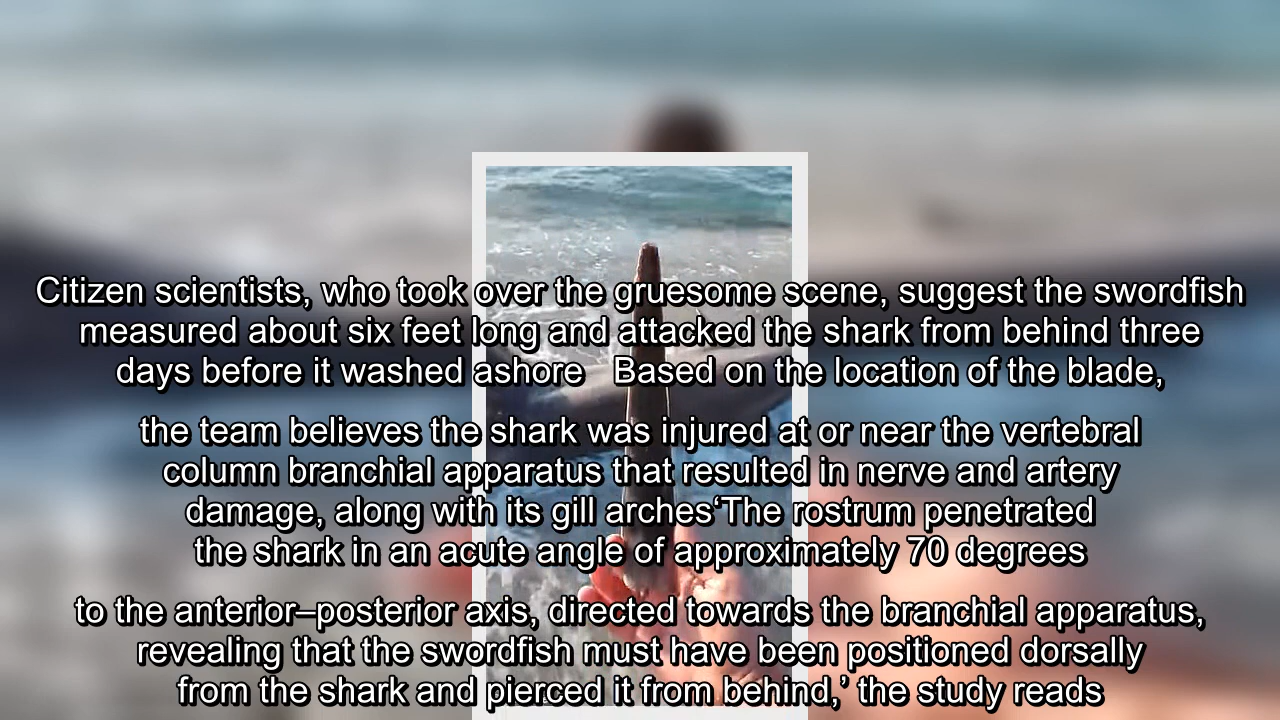 Citizen scientists, who took over the gruesome scene, suggest the swordfish
measured about six feet long and attacked the shark from behind three
days before it washed ashore   Based on the location of the blade,
the team believes the shark was injured at or near the vertebral
column branchial apparatus that resulted in nerve and artery
damage, along with its gill arches‘The rostrum penetrated
the shark in an acute angle of approximately 70 degrees
to the anterior–posterior axis, directed towards the branchial apparatus,
revealing that the swordfish must have been positioned dorsally
from the shark and pierced it from behind,’ the study reads